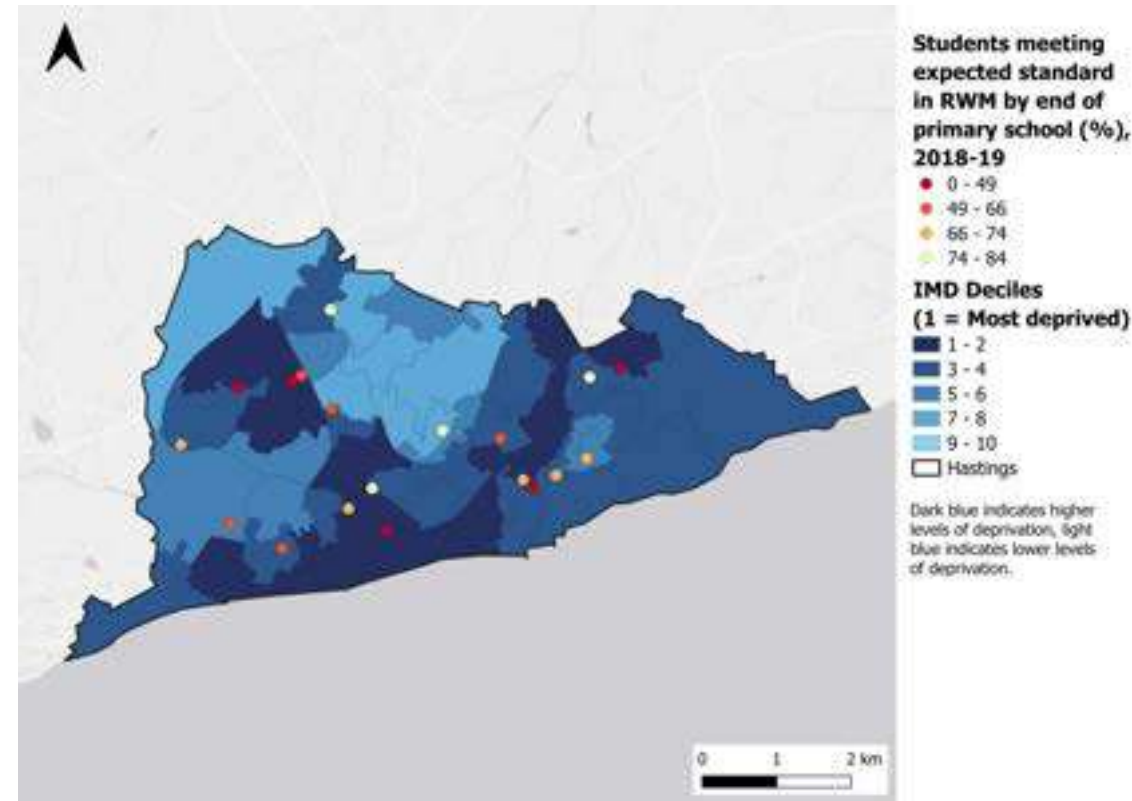 Students meeting
expected standard
in RWM by end of
primary school (%),
2018-19
0 - 49
49 - 66
66 - 74
74 - 84
IMD Deciles
(1 = Most deprived)
1 - 2
3 - 4
5 - 6
7 - 8
9 - 10
Hastings
Dark blue indicates higher
levels of deprivation, light
blue indicates lower levels
of deprivation.
0 1 2 km